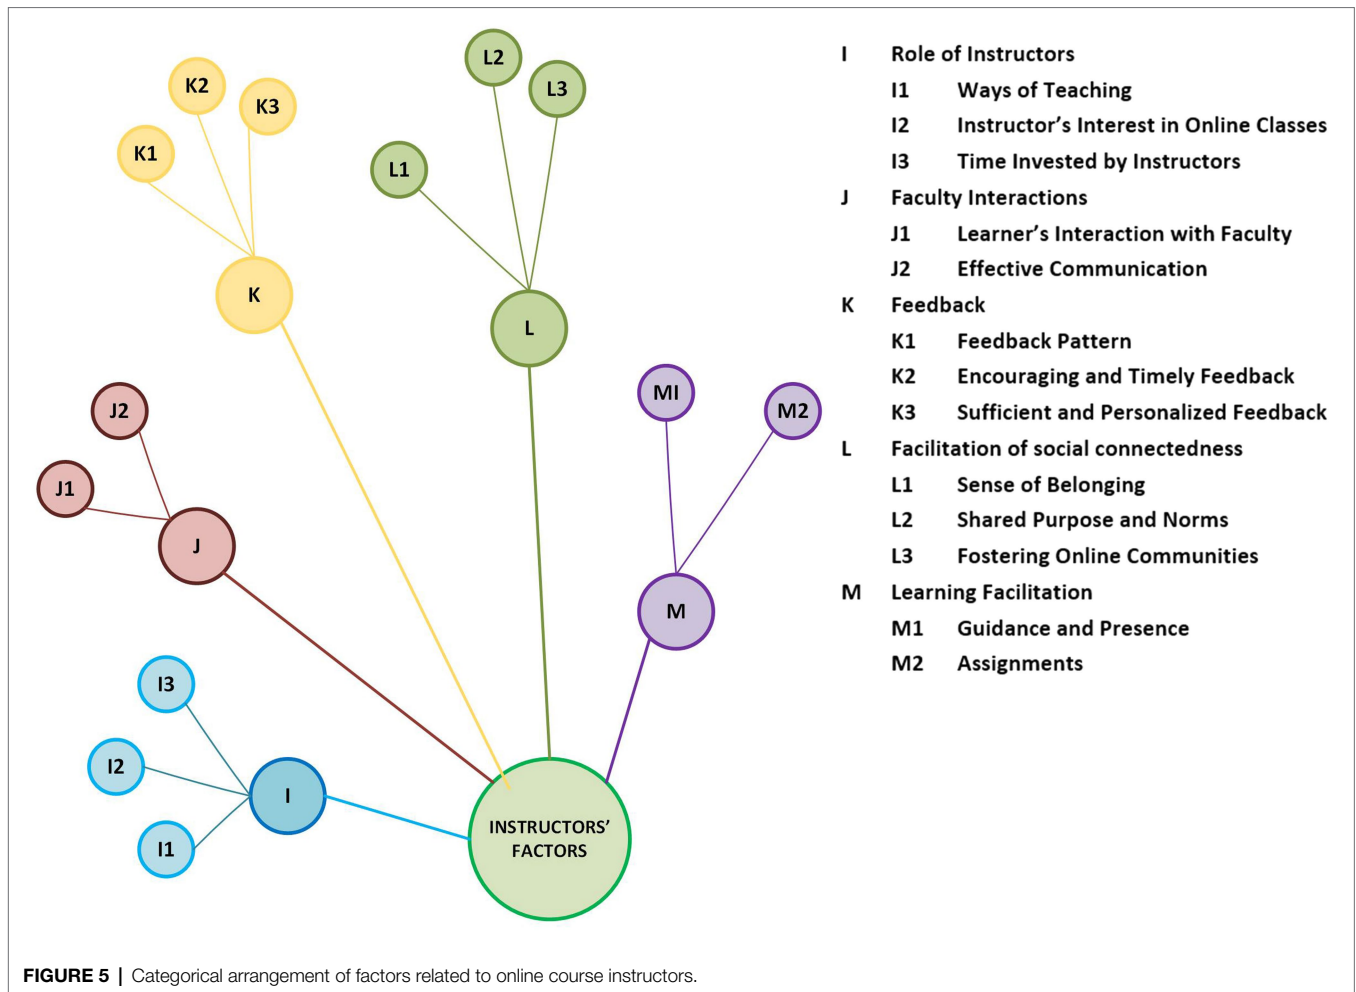 K2
K3
K1
K
L2
L3
L1
L
MI
M2
M
J2
J1
J
I3
I2
I1
I
INSTRUCTORS’
FACTORS
I Role of Instructors
I1 Ways of Teaching
I2 Instructor’s Interest in Online Classes
I3 Time Invested by Instructors
J Faculty Interactions
J1 Learner’s Interaction with Faculty
J2 Effective Communication
K Feedback
K1 Feedback Pattern
K2 Encouraging and Timely Feedback
K3 Sufficient and Personalized Feedback
L Facilitation of social connectedness
L1 Sense of Belonging
L2 Shared Purpose and Norms
L3 Fostering Online Communities
M Learning Facilitation
M1 Guidance and Presence
M2 Assignments
FIGURE 5 | Categorical arrangement of factors related to online course instructors.